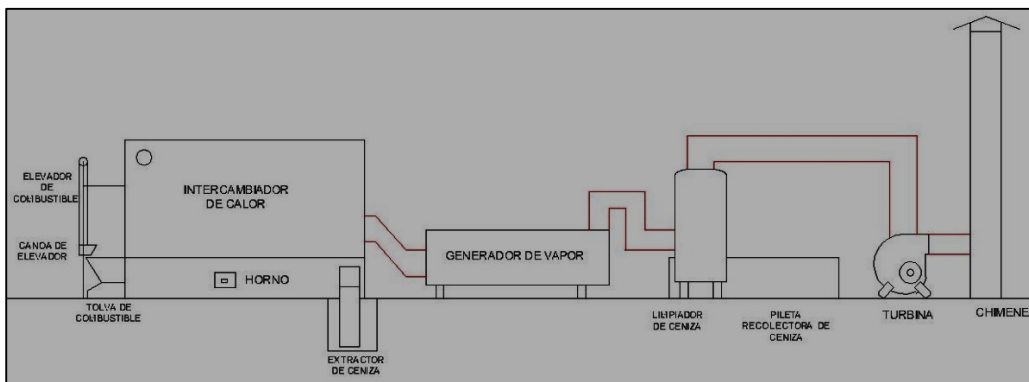 ELEVADOR
DE
COMBUSTIBLE
CANOA DE
ELEVADOR
TOLVA DE
COMBUSTIBLE
INTERCAMBIADOR
DE CALOR
HORNO
EXTRACTOR
DE CENIZA
GENERADOR DE VAPOR
LIMPIADOR
DE CENIZA
PILETA
RECOLECTORA DE
CENIZA
TURBINA
CHIMENE